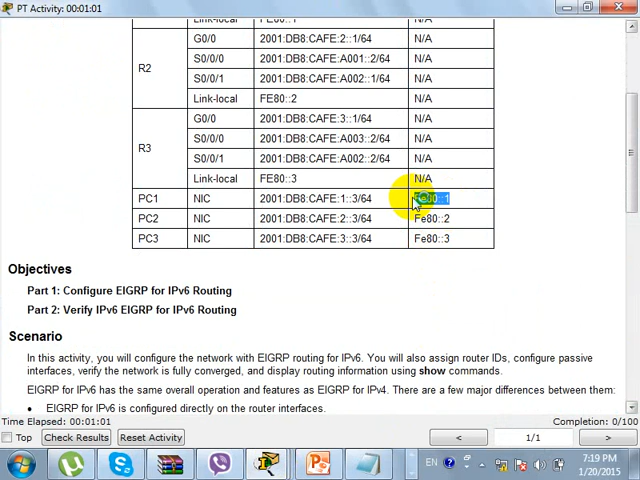 PT Activity: 00:01:01
Link-local FE80::1 N/A
R2 G0/0 2001:DB8:CAFE:2::1/64 N/A
S0/0/0 2001:DB8:CAFE:A001::2/64 N/A
S0/0/1 2001:DB8:CAFE:A002::1/64 N/A
Link-local FE80::2 N/A
R3 G0/0 2001:DB8:CAFE:3::1/64 N/A
S0/0/0 2001:DB8:CAFE:A003::2/64 N/A
S0/0/1 2001:DB8:CAFE:A002::2/64 N/A
Link-local FE80::3 N/A
PC1 NIC 2001:DB8:CAFE:1::3/64 Fe80::1
PC2 NIC 2001:DB8:CAFE:2::3/64 Fe80::2
PC3 NIC 2001:DB8:CAFE:3::3/64 Fe80::3
Objectives
Part 1: Configure EIGRP for IPv6 Routing
Part 2: Verify IPv6 EIGRP for IPv6 Routing
Scenario
In this activity, you will configure the network with EIGRP routing for IPv6. You will also assign router IDs, configure passive
interfaces, verify the network is fully converged, and display routing information using show commands.
EIGRP for IPv6 has the same overall operation and features as EIGRP for IPv4. There are a few major differences between them:
• EIGRP for IPv6 is configured directly on the router interfaces.
Time Elapsed: 00:01:01 Completion: 0/100
Top Check Results Reset Activity < 1/1 >
EN 7:19 PM
1/20/2015